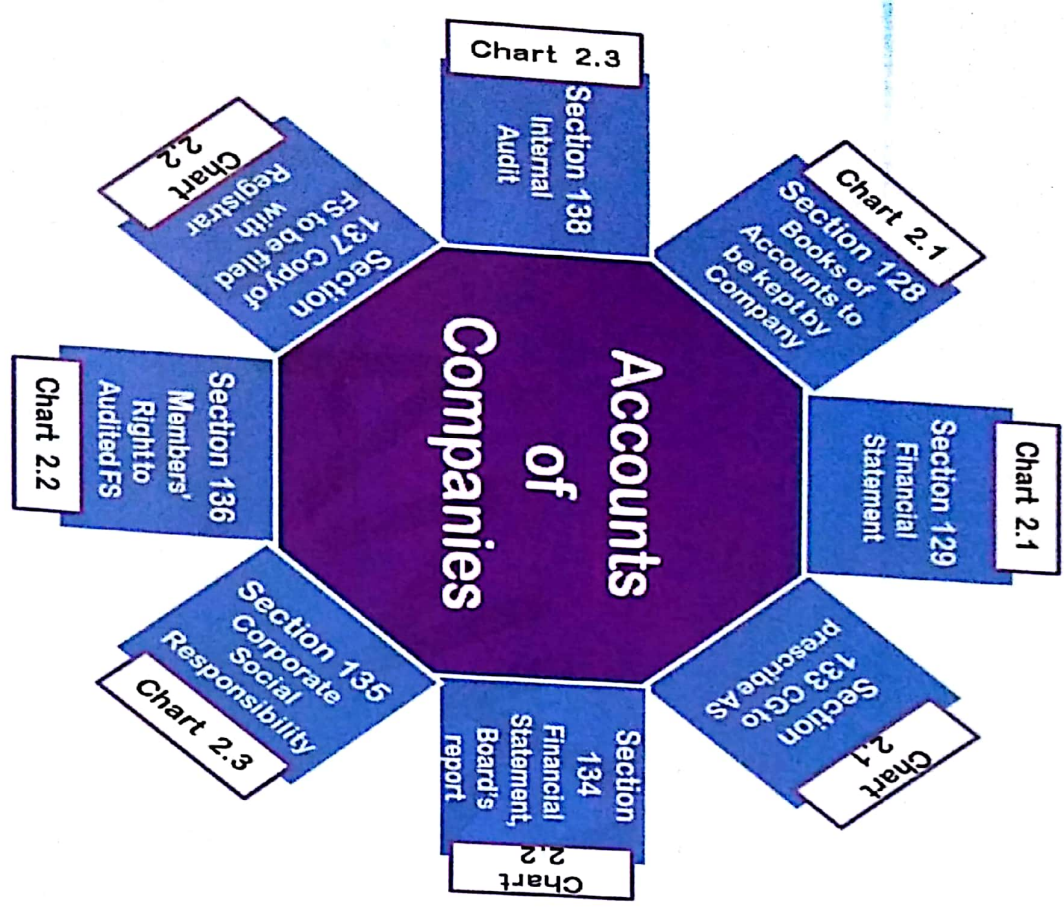 Accounts
of
Companies
Chart 2.1
Section 128
Books of
Accounts to
be kept by
Company
Chart 2.1
Section 129
Financial
Statement
Chart
2.1
Section
133 CG to
prescribe AS
Section
134
Financial
Statement,
Board's
report
Chart
2.2
Section 135
Corporate
Social
Responsibility
Chart 2.3
Section 136
Members'
Right to
Audited FS
Chart 2.2
Section
137 Copy of
FS to be filed
with
Registrar
Chart
2.2
Chart 2.3
Section 138
Internal
Audit